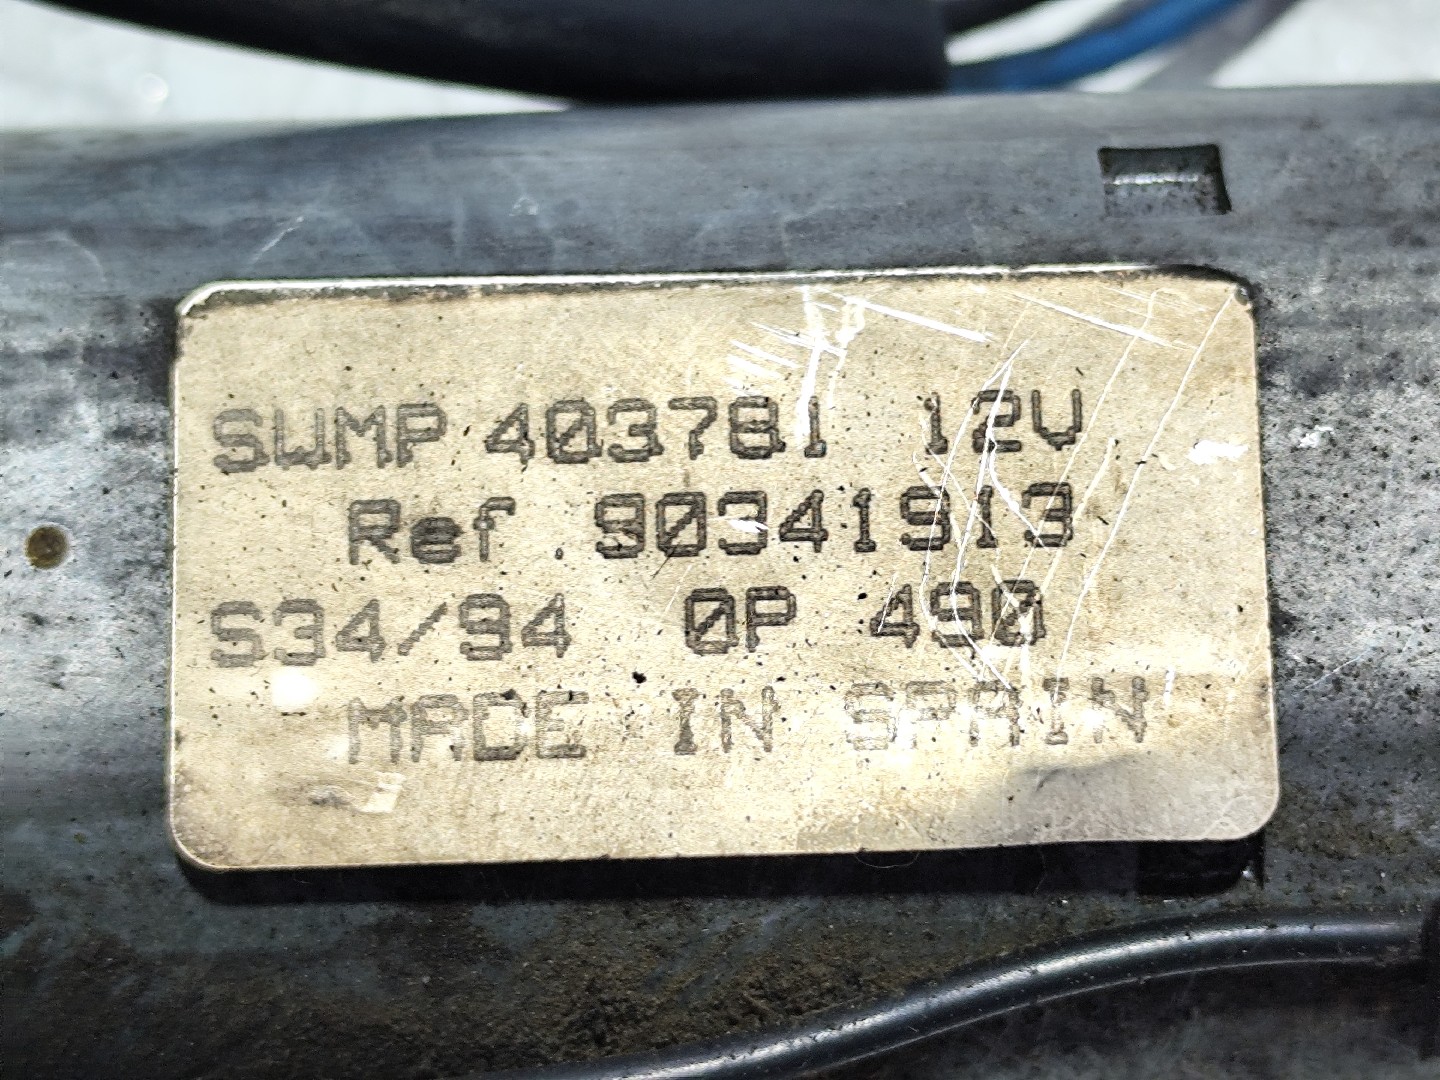 SWMP 403781 12V
Ref. 90341913
S34/94 0P 490
MADE IN SPAIN